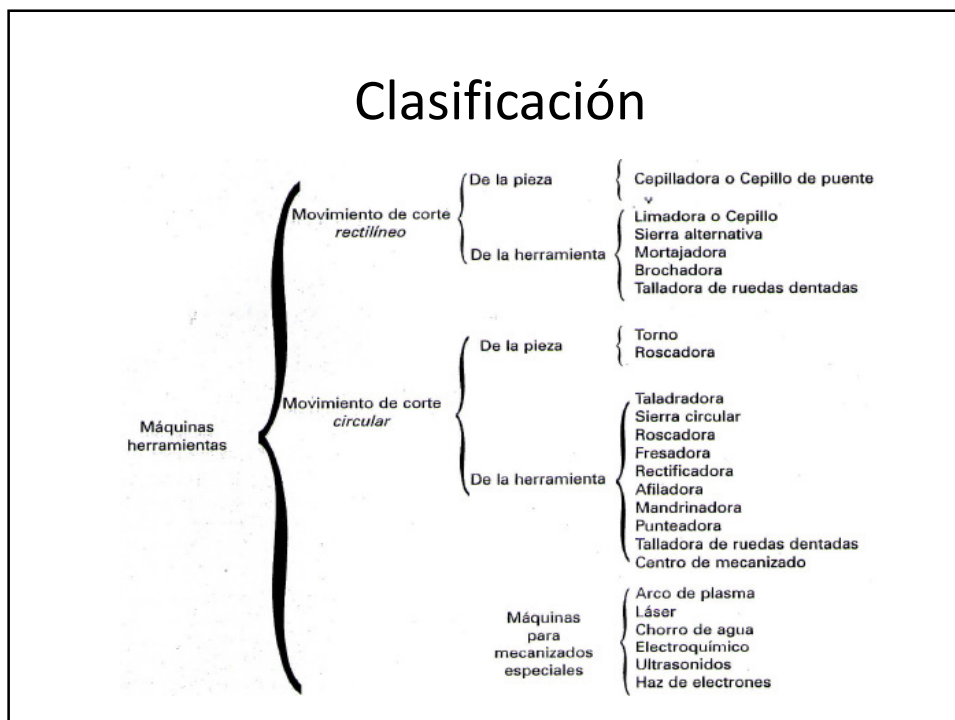 Clasificación
Máquinas
herramientas
Movimiento de corte
rectilíneo
De la pieza
Cepilladora o Cepillo de puente
De la herramienta
Limadora o Cepillo
Sierra alternativa
Mortajadora
Brochadora
Talladora de ruedas dentadas
Movimiento de corte
circular
De la pieza
Torno
Roscadora
De la herramienta
Taladradora
Sierra circular
Roscadora
Fresadora
Rectificadora
Afiladora
Mandrinadora
Punteadora
Talladora de ruedas dentadas
Centro de mecanizado
Máquinas
para
mecanizados
especiales
Arco de plasma
Láser
Chorro de agua
Electroquímico
Ultrasonidos
Haz de electrones